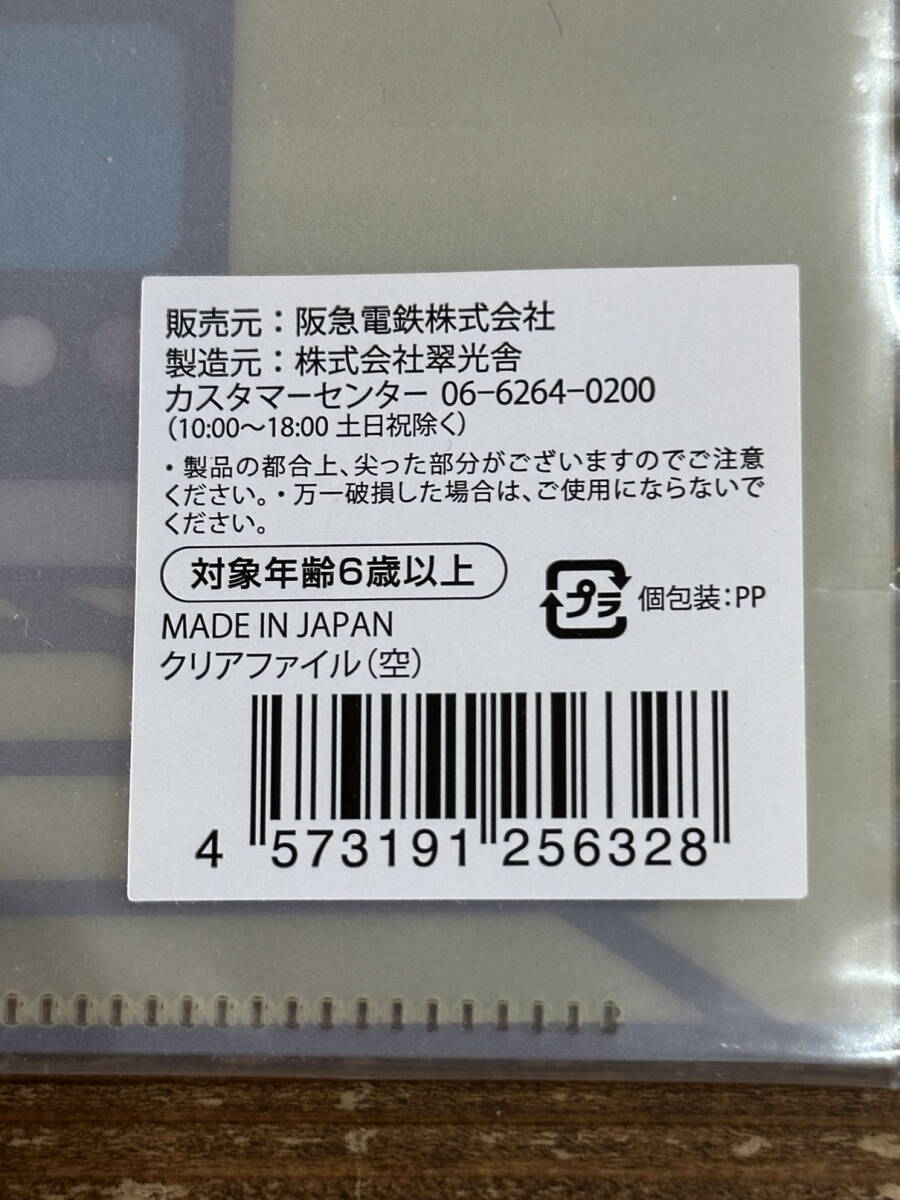 販売元：阪急電鉄株式会社
製造元：株式会社翠光舎
カスタマーセンター 06-6264-0200
（10:00～18:00 土日祝除く）
・製品の都合上、尖った部分がございますのでご注意
ください。・万一破損した場合は、ご使用にならないで
ください。
対象年齢6歳以上
プラ 個包装：PP
MADE IN JAPAN
クリアファイル（空）
4 573191 256328